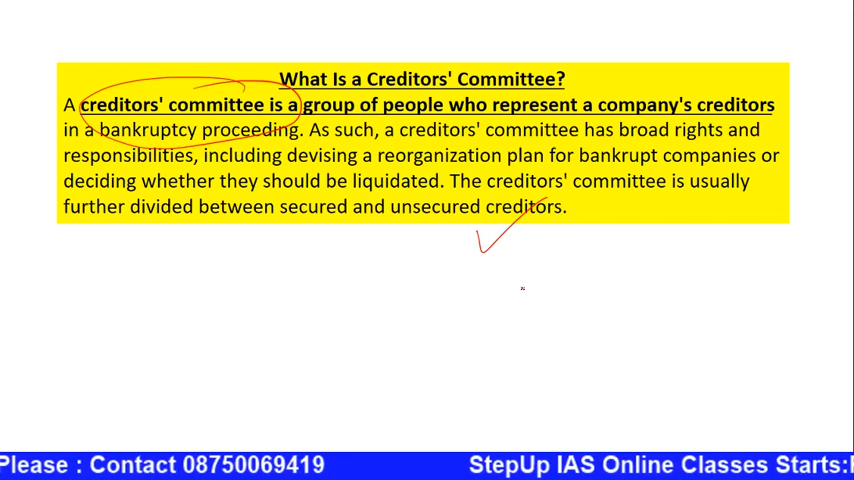 What Is a Creditors' Committee?
A creditors' committee is a group of people who represent a company's creditors
in a bankruptcy proceeding. As such, a creditors' committee has broad rights and
responsibilities, including devising a reorganization plan for bankrupt companies or
deciding whether they should be liquidated. The creditors' committee is usually
further divided between secured and unsecured creditors.
Please : Contact 08750069419 StepUp IAS Online Classes Starts: